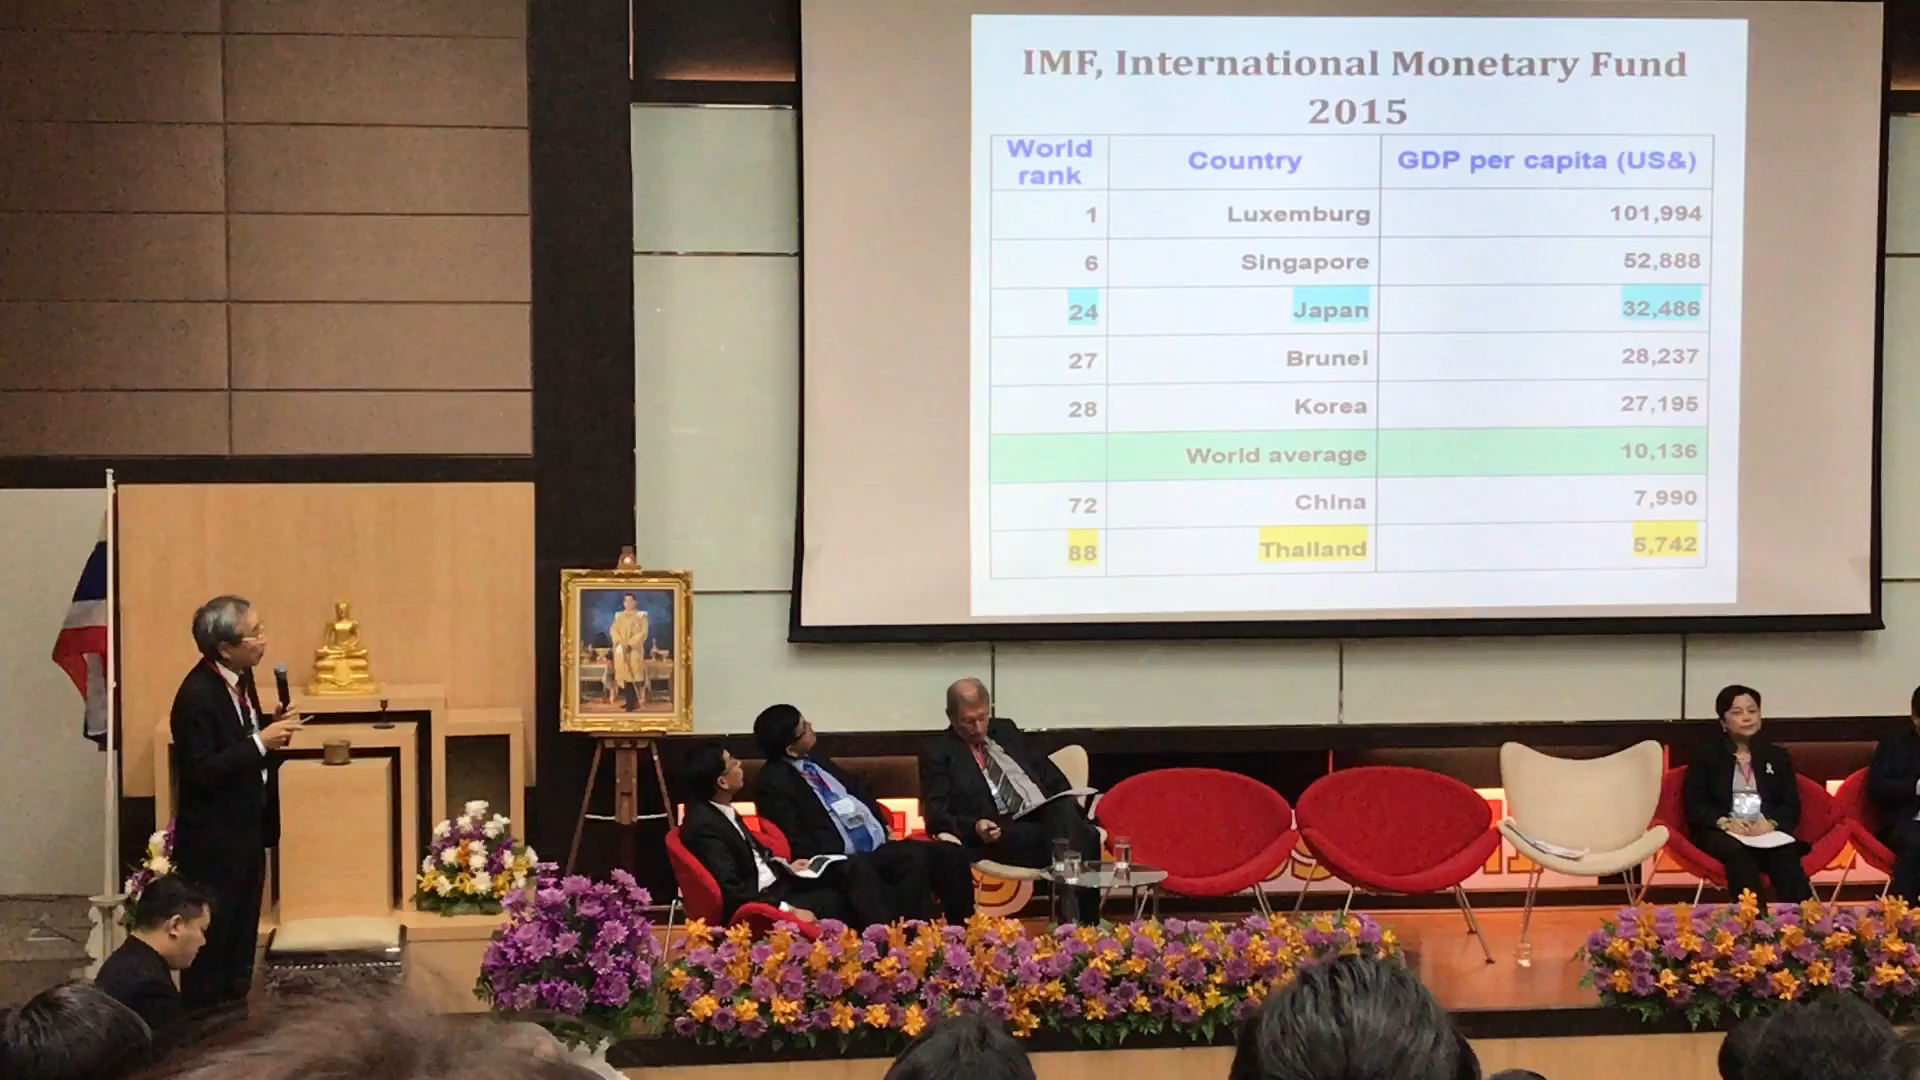 IMF, International Monetary Fund
2015
World rank Country GDP per capita (US&)
1 Luxemburg 101,994
6 Singapore 52,888
24 Japan 32,486
27 Brunei 28,237
28 Korea 27,195
World average 10,136
72 China 7,990
88 Thailand 5,742